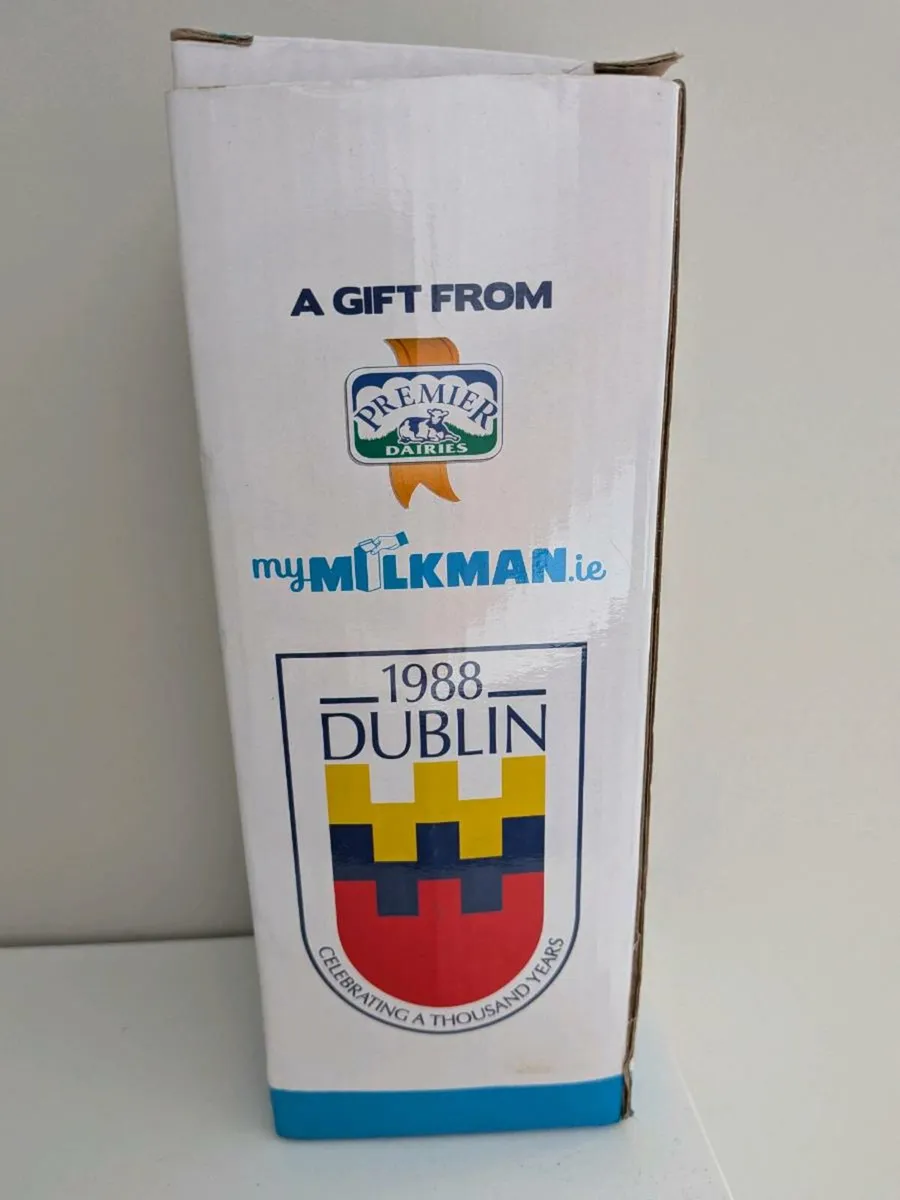 A GIFT FROM
PREMIER
DAIRIES
myMILKMAN.ie
1988
DUBLIN
CELEBRATING A THOUSAND YEARS